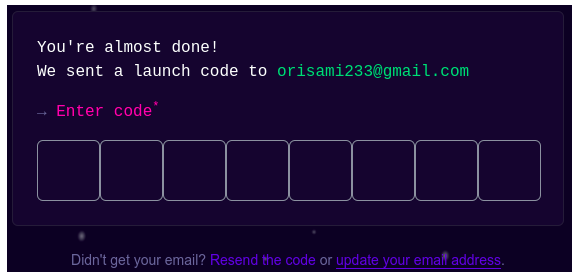 You're almost done!
We sent a launch code to orisami233@gmail.com
→ Enter code*
Didn't get your email? Resend the code or update your email address.